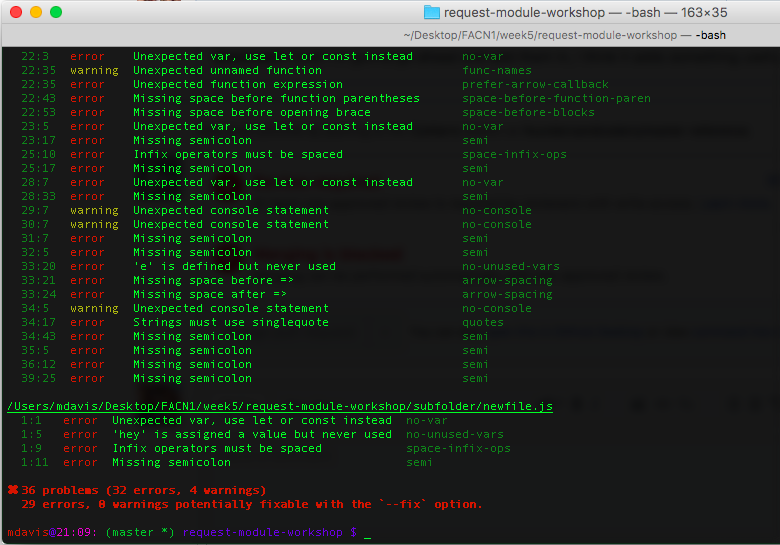 request-module-workshop — -bash — 163×35
~/Desktop/FACN1/week5/request-module-workshop — -bash
22:3 error Unexpected var, use let or const instead no-var
22:35 warning Unexpected unnamed function func-names
22:35 error Unexpected function expression prefer-arrow-callback
22:43 error Missing space before function parentheses space-before-function-paren
22:53 error Missing space before opening brace space-before-blocks
23:5 error Unexpected var, use let or const instead no-var
23:17 error Missing semicolon semi
25:10 error Infix operators must be spaced space-infix-ops
25:17 error Missing semicolon semi
28:7 error Unexpected var, use let or const instead no-var
28:33 error Missing semicolon semi
29:7 warning Unexpected console statement no-console
30:7 warning Unexpected console statement no-console
31:7 error Missing semicolon semi
32:5 error Missing semicolon semi
33:20 error 'e' is defined but never used no-unused-vars
33:21 error Missing space before => arrow-spacing
33:24 error Missing space after => arrow-spacing
34:5 warning Unexpected console statement no-console
34:17 error Strings must use singlequote quotes
34:43 error Missing semicolon semi
35:5 error Missing semicolon semi
36:12 error Missing semicolon semi
39:25 error Missing semicolon semi
/Users/mdavis/Desktop/FACN1/week5/request-module-workshop/subfolder/newfile.js
1:1 error Unexpected var, use let or const instead no-var
1:5 error 'hey' is assigned a value but never used no-unused-vars
1:9 error Infix operators must be spaced space-infix-ops
1:11 error Missing semicolon semi
✖ 36 problems (32 errors, 4 warnings)
29 errors, 0 warnings potentially fixable with the `--fix` option.
mdavis@21:09: (master *) request-module-workshop $ _